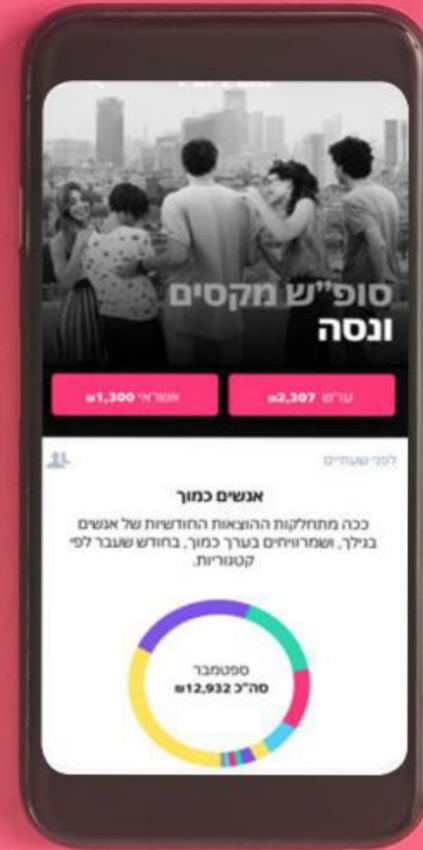 סופ״ש מקסים
ונסה
עו״ש ₪2,307
אשראי ₪1,300
לפני שעתיים
אנשים כמוך
ככה מתחלקות ההוצאות החודשיות של אנשים
בגילך, ושמרוויחים בערך כמוך, בחודש שעבר לפי
קטגוריות.
ספטמבר
סה"כ ₪12,932